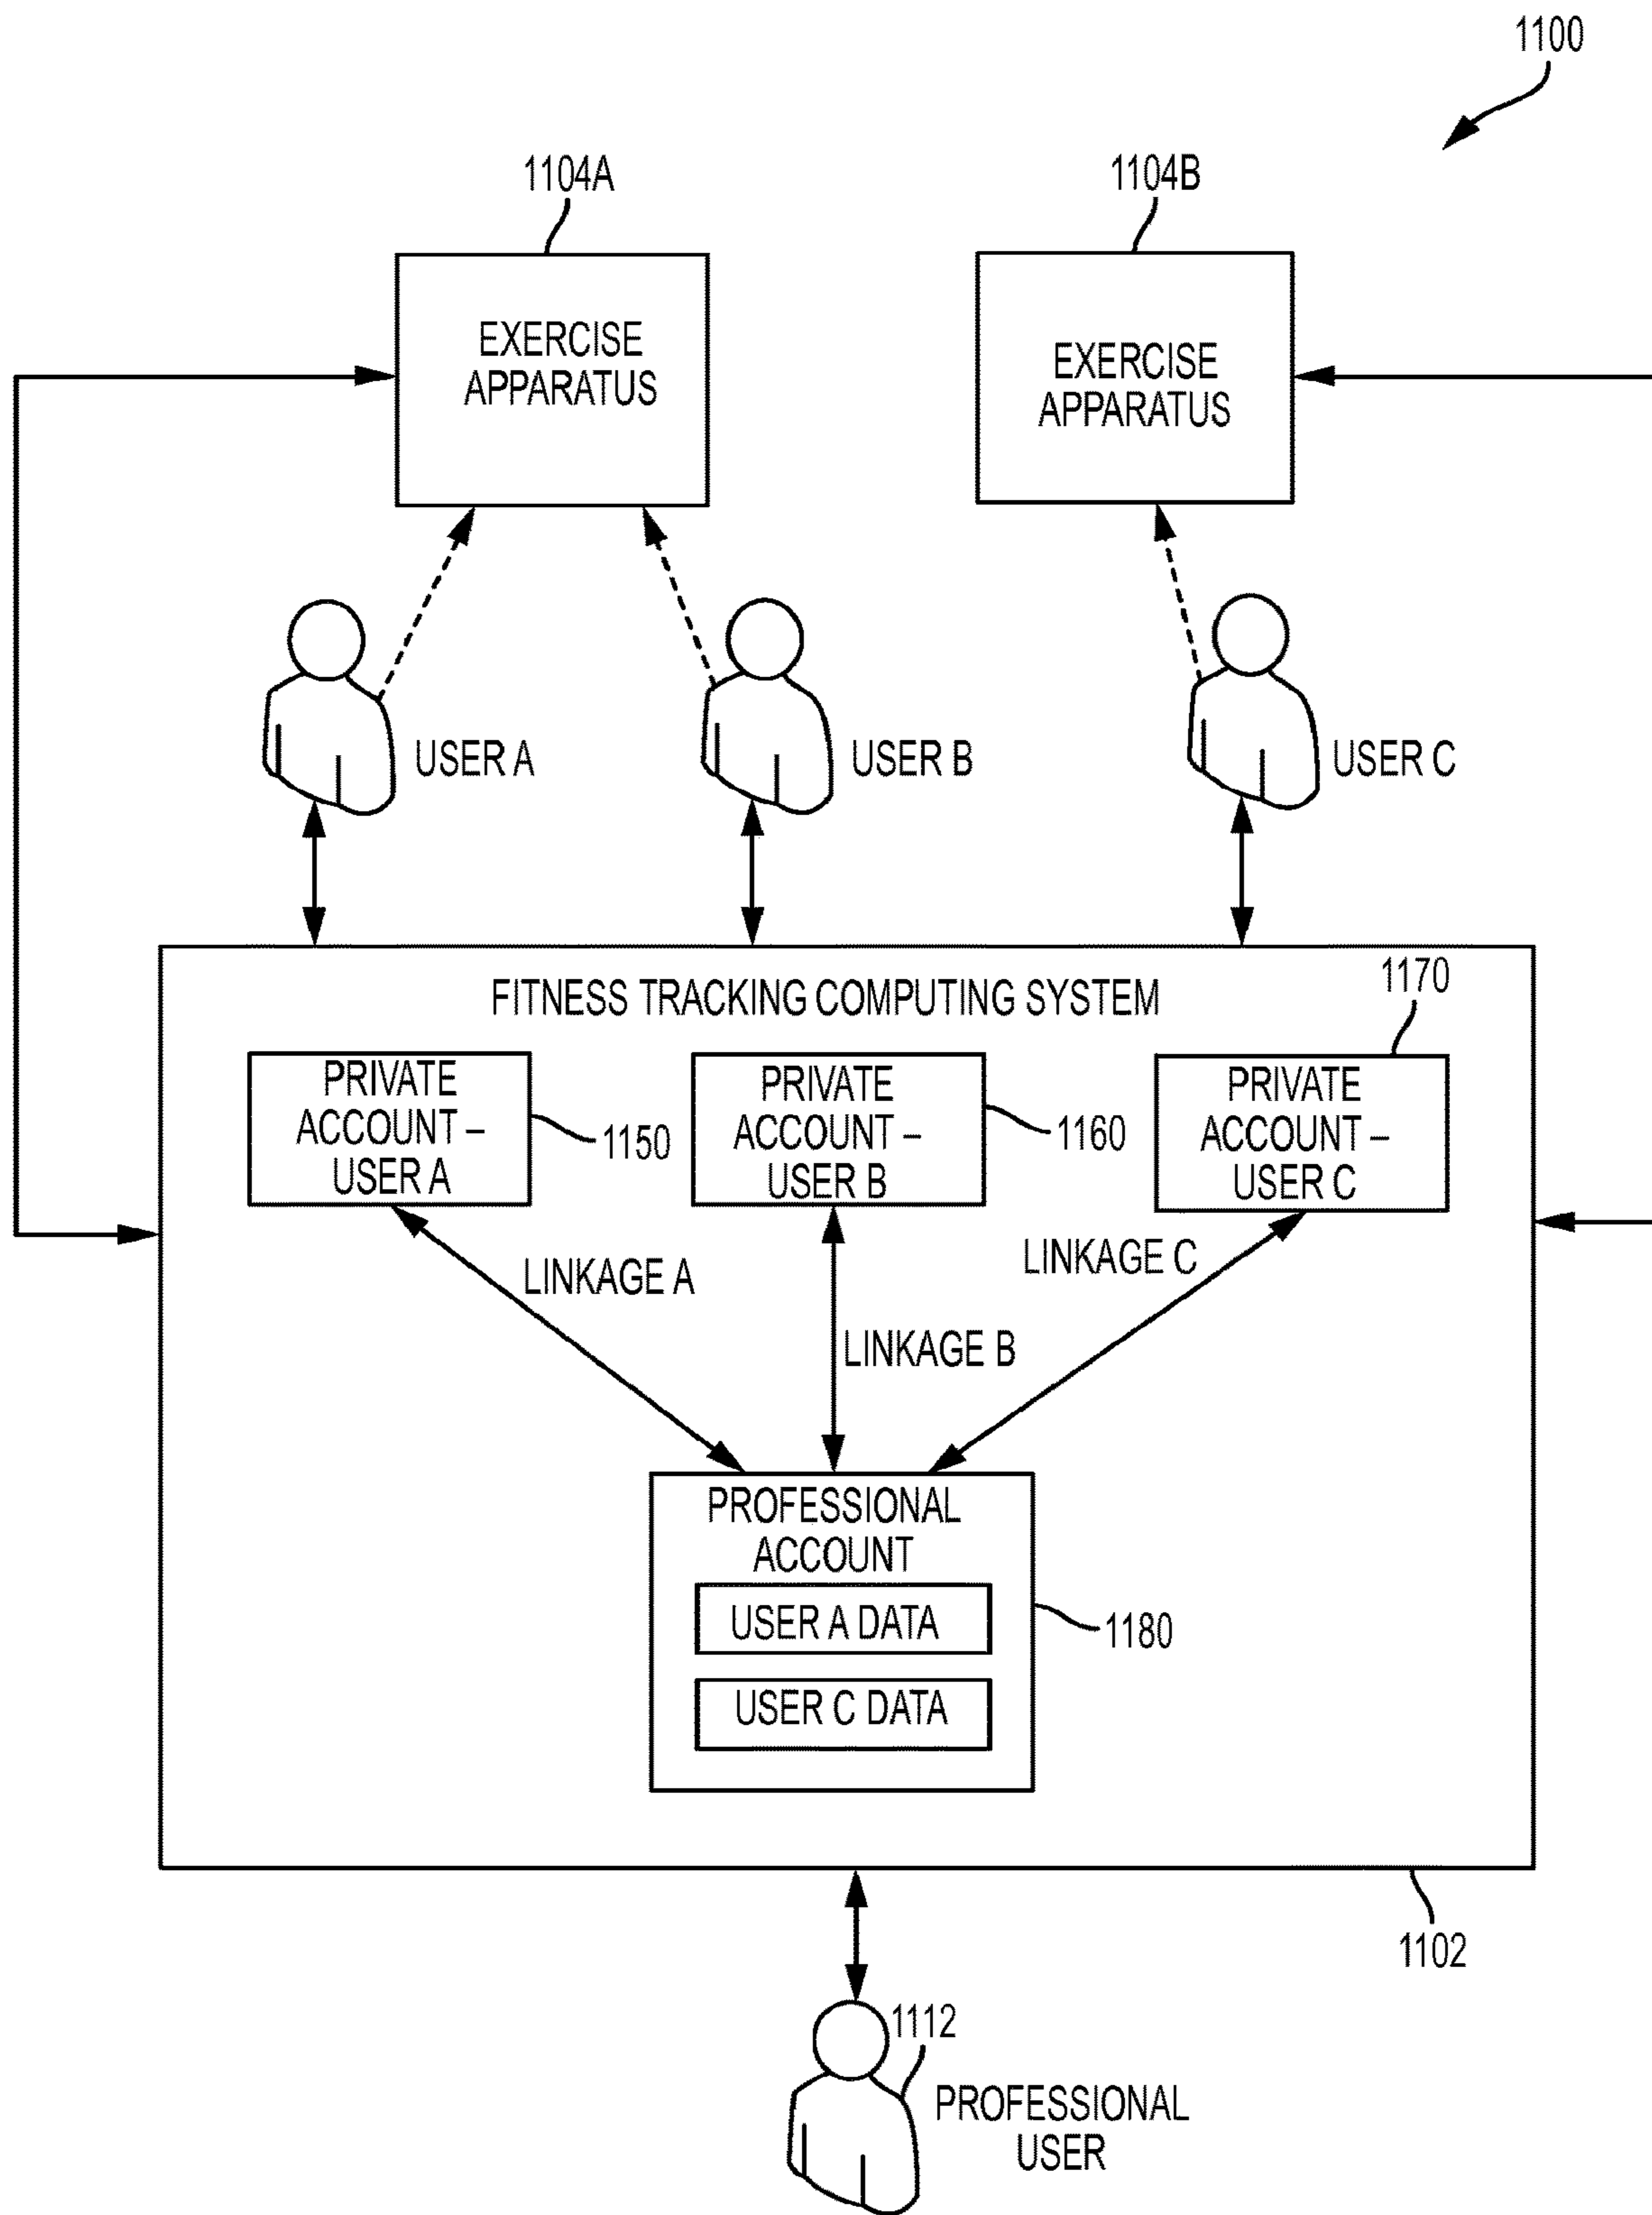 1100
1104A
1104B
EXERCISE
APPARATUS
EXERCISE
APPARATUS
USER A
USER B
USER C
FITNESS TRACKING COMPUTING SYSTEM
1170
PRIVATE
ACCOUNT –
USER A
1150
PRIVATE
ACCOUNT –
USER B
1160
PRIVATE
ACCOUNT –
USER C
LINKAGE A
LINKAGE B
LINKAGE C
PROFESSIONAL
ACCOUNT
USER A DATA
USER C DATA
1180
1102
1112
PROFESSIONAL
USER